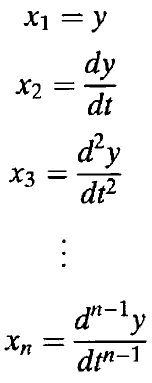 x₁ = y
x₂ = dy/dt
x₃ = d²y/dt²
⋮
xₙ = dⁿ⁻¹y/dtⁿ⁻¹